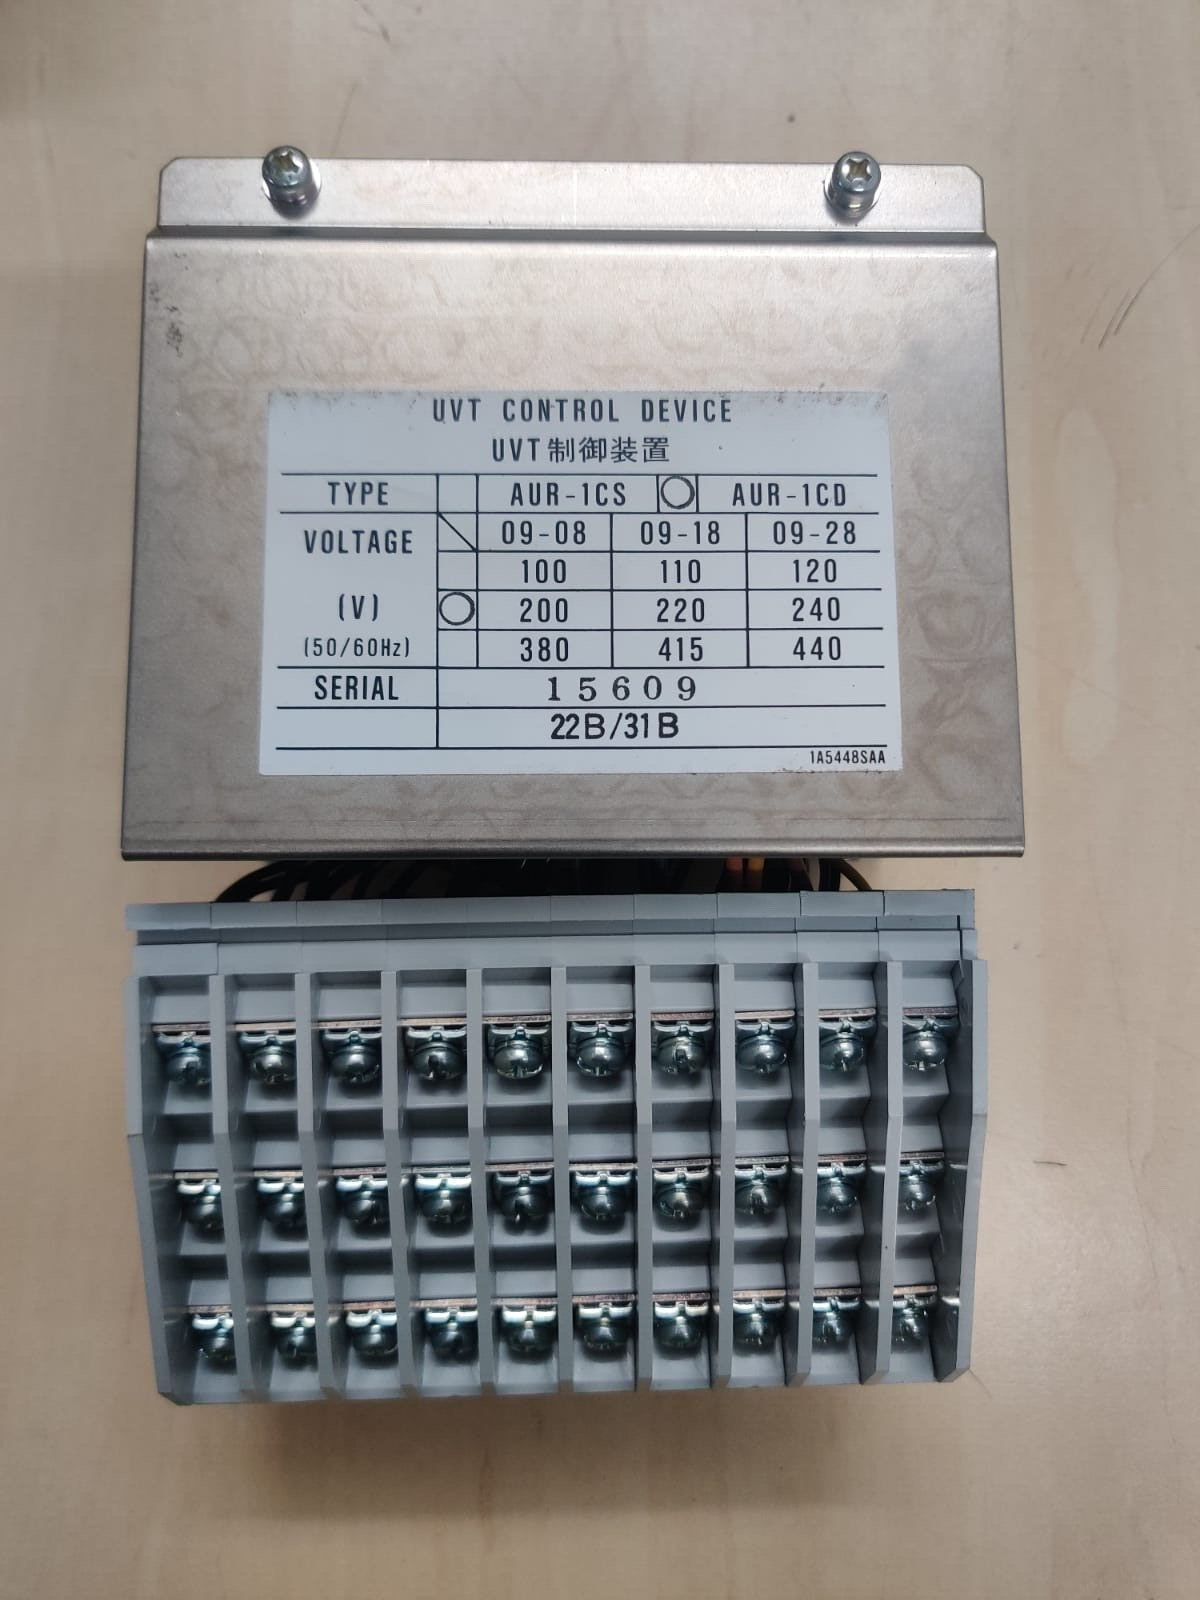 UVT CONTROL DEVICE
UVT制御装置
TYPE AUR-1CS AUR-1CD
VOLTAGE 09-08 09-18 09-28
100 110 120
(V) 200 220 240
(50/60Hz) 380 415 440
SERIAL 15609
22B/31B
1A5448SAA